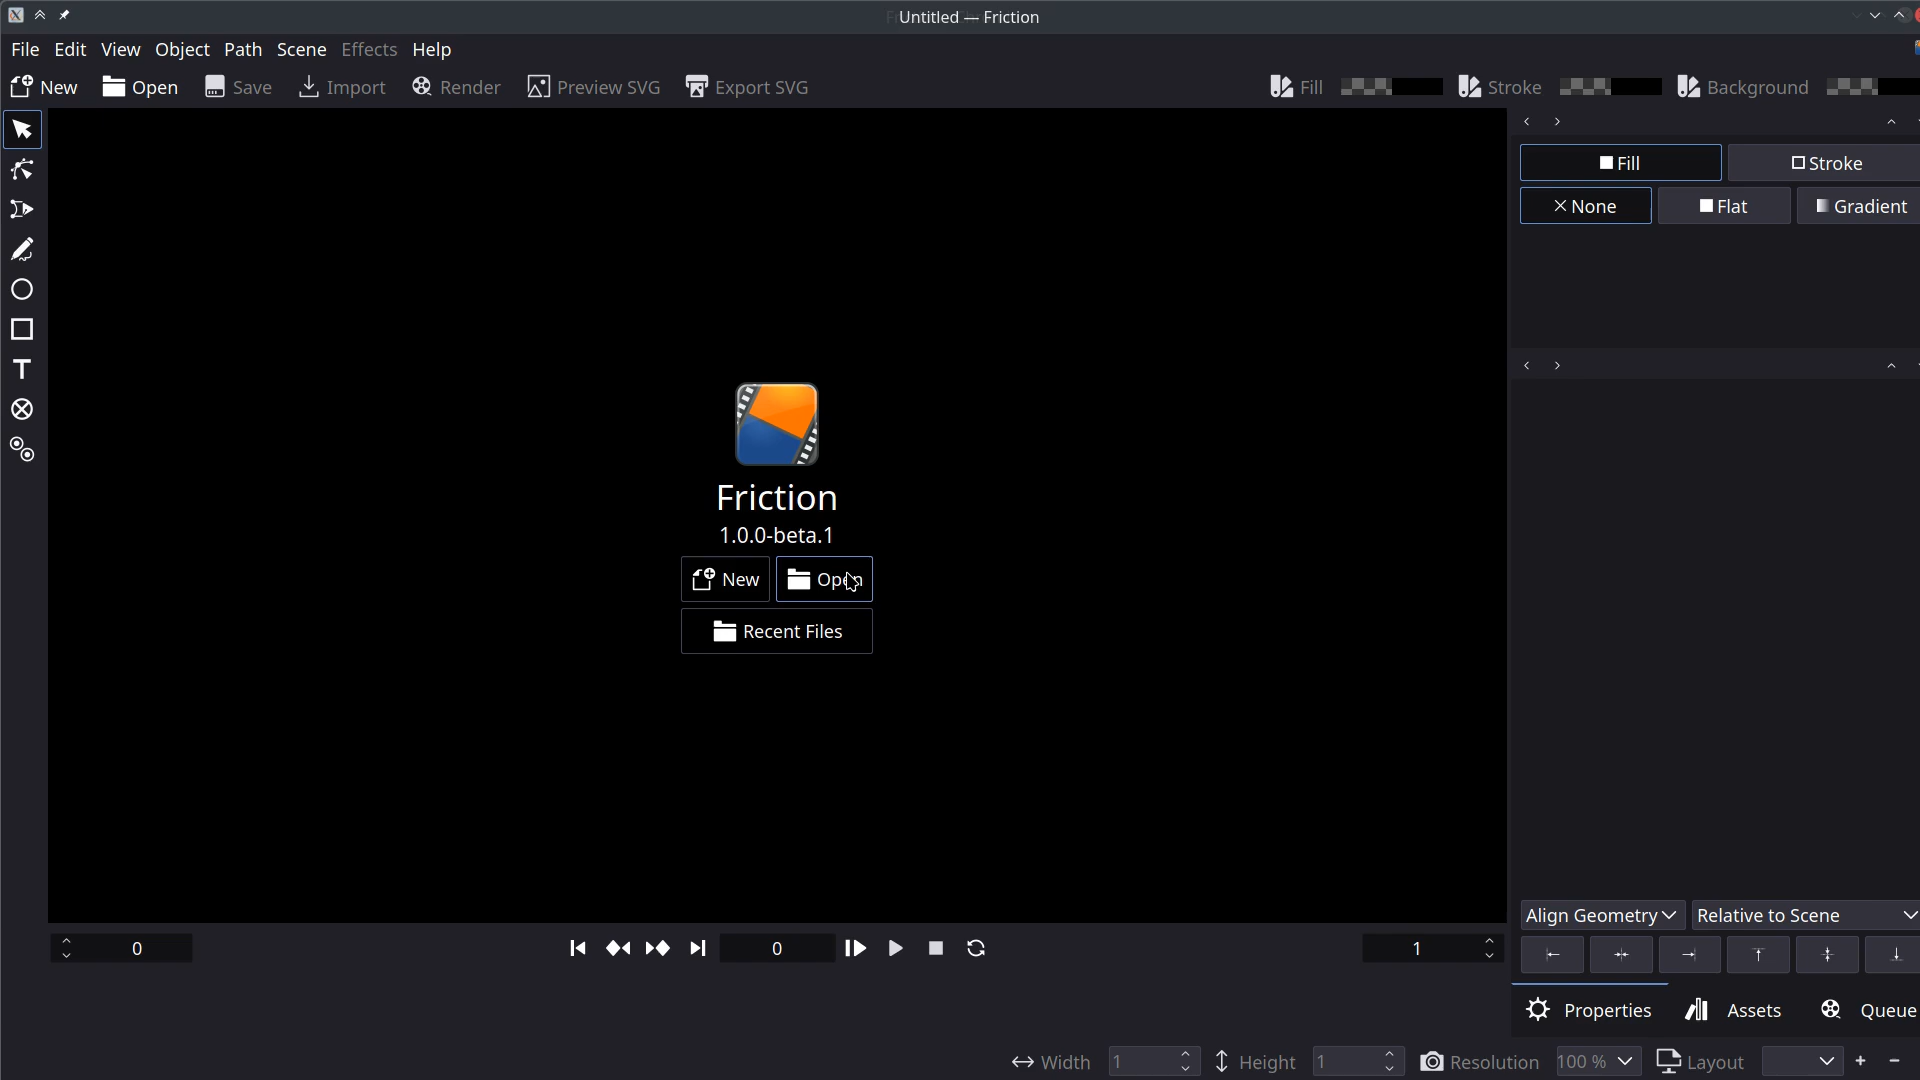 Untitled — Friction
File Edit View Object Path Scene Effects Help
New Open Save Import Render Preview SVG Export SVG Fill Stroke Background
Fill Stroke
None Flat Gradient
T
Friction
1.0.0-beta.1
New Open
Recent Files
Align Geometry Relative to Scene
0 0 1
Properties Assets Queue
Width 1 Height 1 Resolution 100 % Layout + -